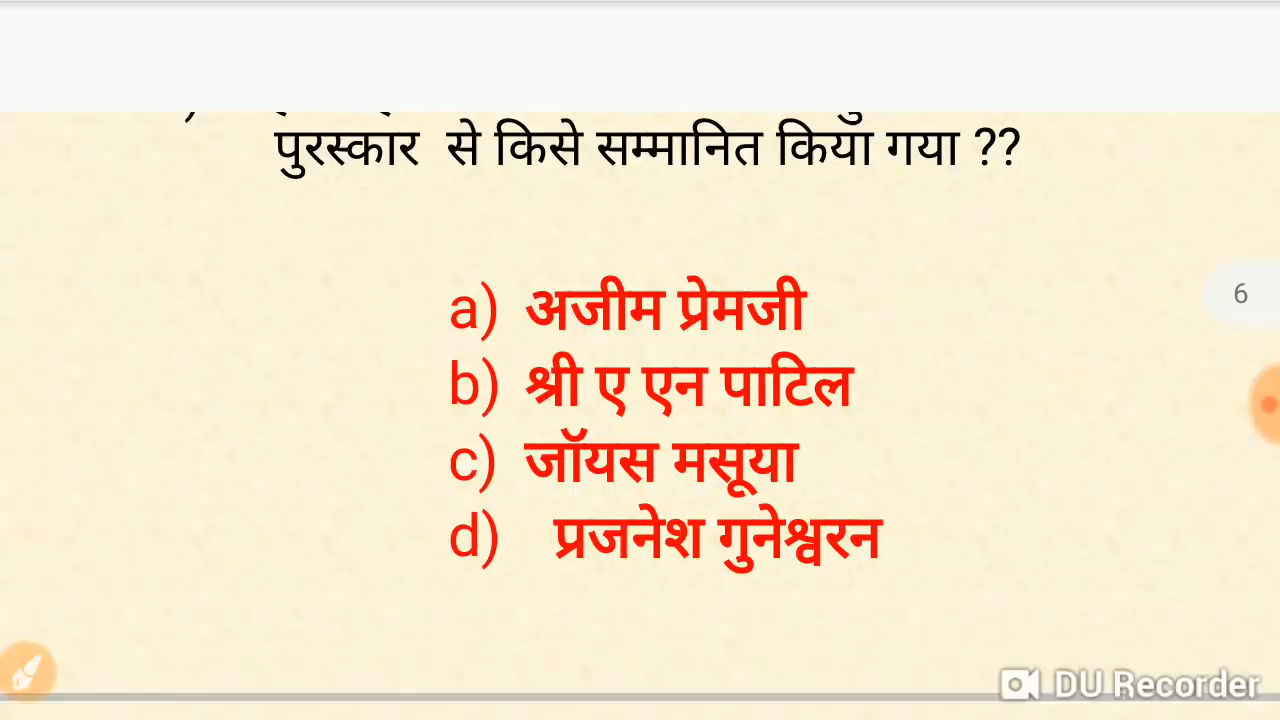 पुरस्कार से किसे सम्मानित किया गया ??
a) अजीम प्रेमजी
6
b) श्री ए एन पाटिल
c) जॉयस मसूया
d) प्रजनेश गुनेश्वरन
DU Recorder